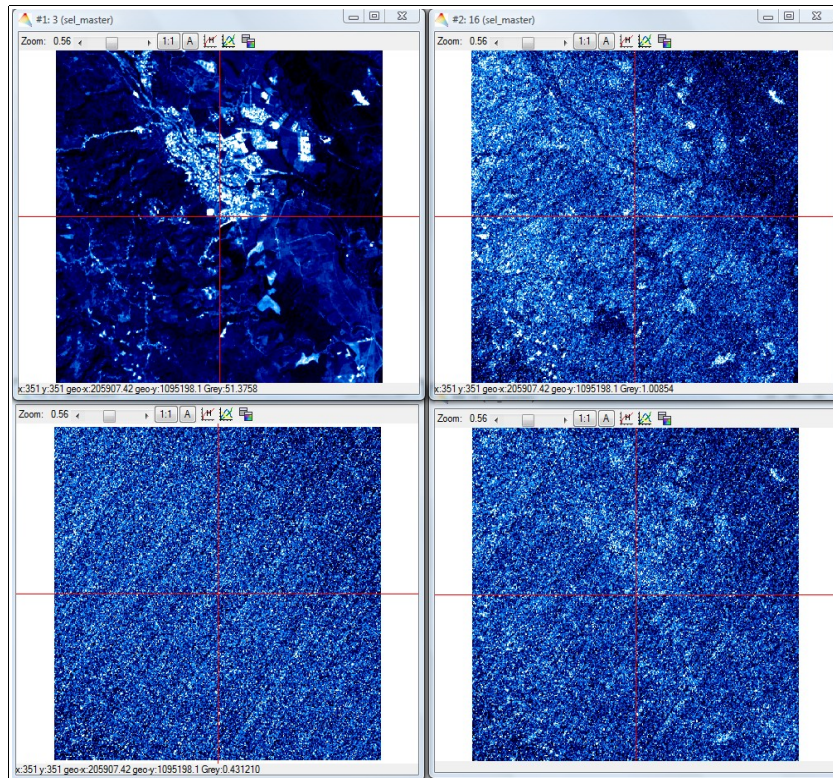 #1: 3 (sel_master)
Zoom: 0.56 1:1 A H
x:351 y:351 geo-x:205907.42 geo-y:1095198.1 Grey:51.3758
#2: 16 (sel_master)
Zoom: 0.56 1:1 A H
x:351 y:351 geo-x:205907.42 geo-y:1095198.1 Grey:1.00854
Zoom: 0.56 1:1 A H
x:351 y:351 geo-x:205907.42 geo-y:1095198.1 Grey:0.431210
Zoom: 0.56 1:1 A H